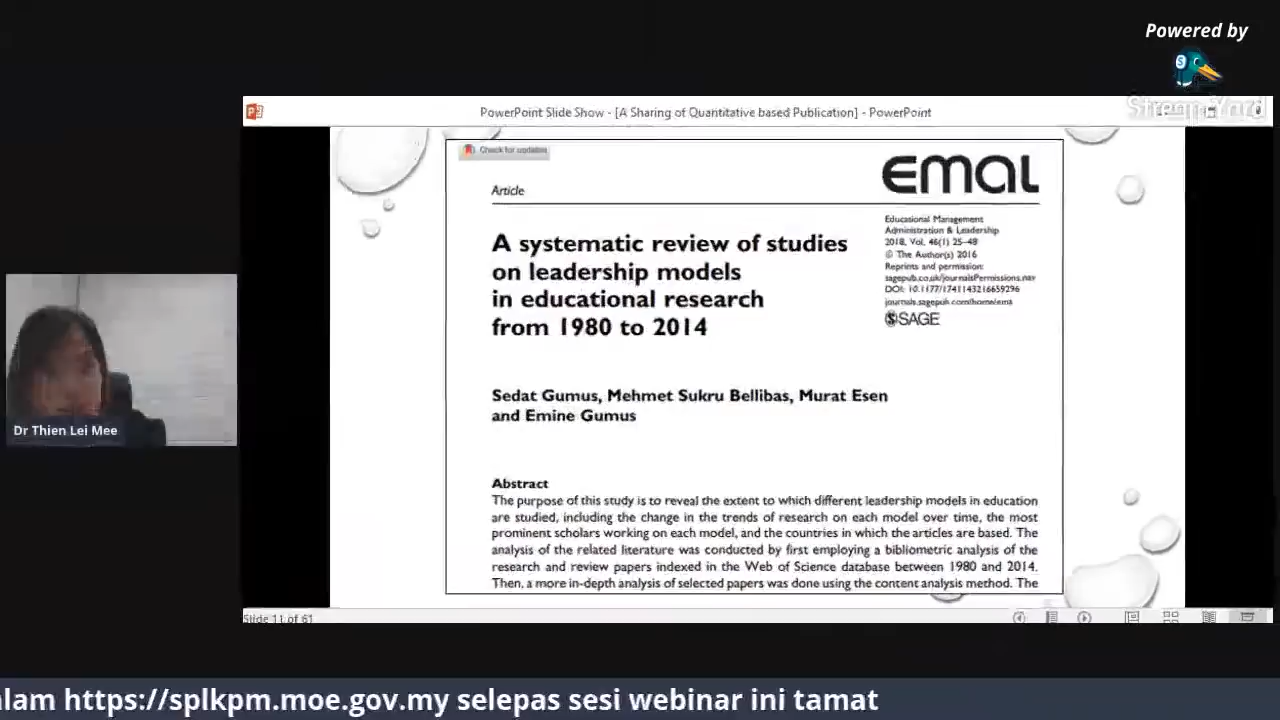 Powered by
StreamYard
PowerPoint Slide Show - [A Sharing of Quantitative based Publication] - PowerPoint
Check for updates
Article
emal
Educational Management
Administration & Leadership
2018, Vol. 46(1) 25–48
© The Author(s) 2016
Reprints and permission:
sagepub.co.uk/journalsPermissions.nav
DOI: 10.1177/1741143216659296
journals.sagepub.com/home/ema
SAGE
A systematic review of studies
on leadership models
in educational research
from 1980 to 2014
Sedat Gumus, Mehmet Sukru Bellibas, Murat Esen
and Emine Gumus
Abstract
The purpose of this study is to reveal the extent to which different leadership models in education
are studied, including the change in the trends of research on each model over time, the most
prominent scholars working on each model, and the countries in which the articles are based. The
analysis of the related literature was conducted by first employing a bibliometric analysis of the
research and review papers indexed in the Web of Science database between 1980 and 2014.
Then, a more in-depth analysis of selected papers was done using the content analysis method. The
Dr Thien Lei Mee
Slide 11 of 61
alam https://splkpm.moe.gov.my selepas sesi webinar ini tamat